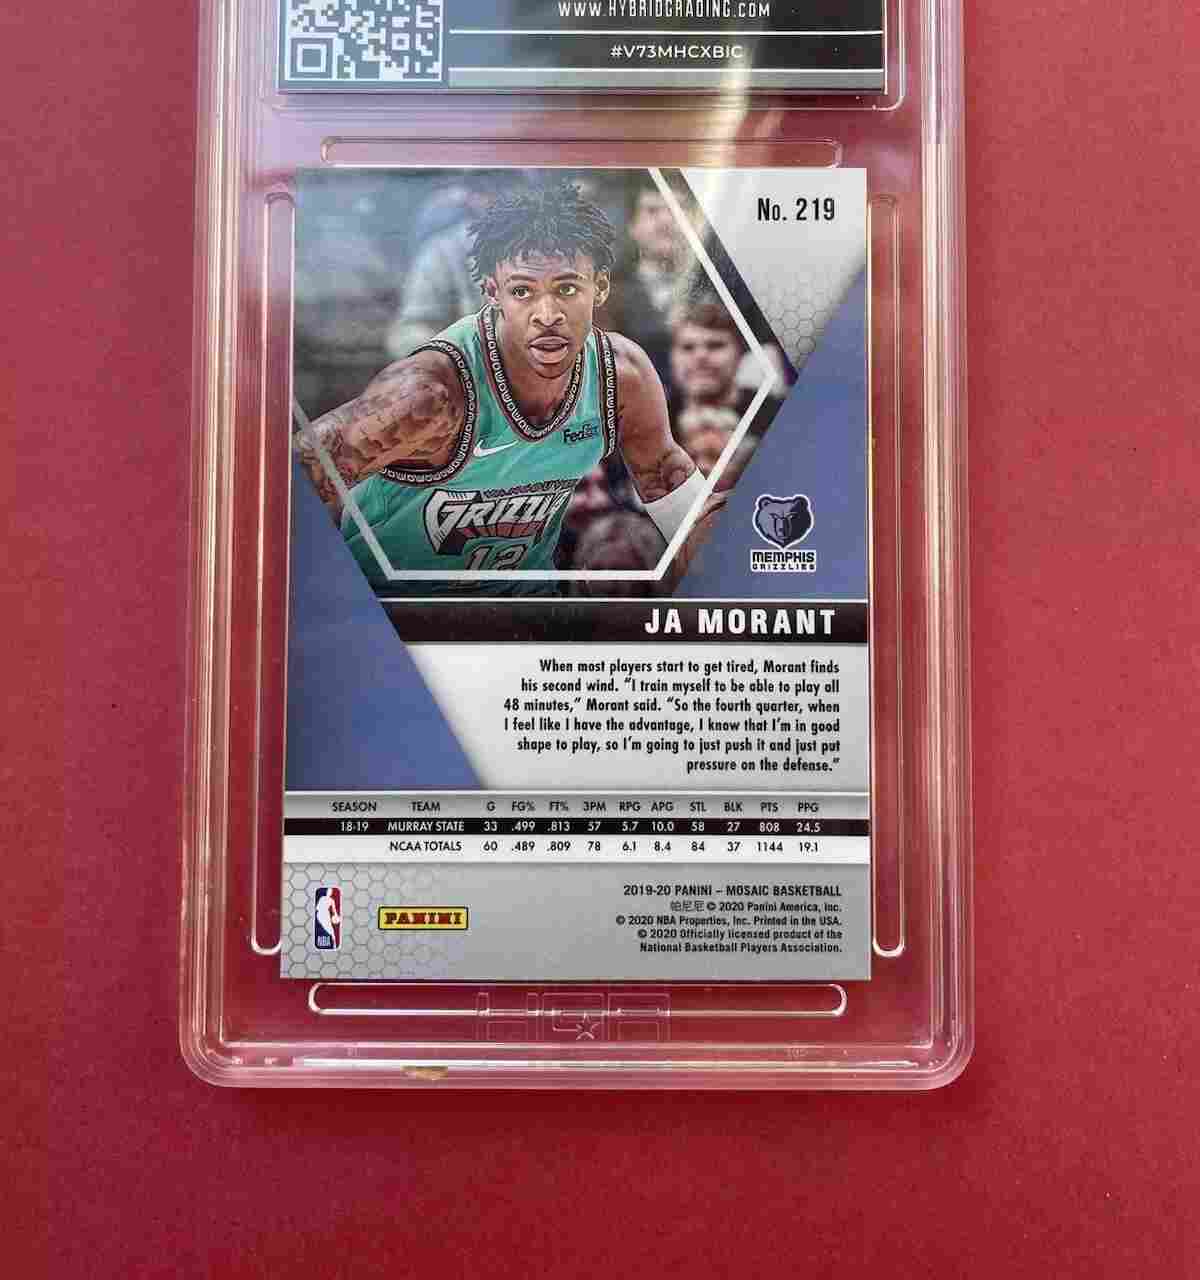 WWW.HYBRIDGRADING.COM
#V73MHCXBIC
No. 219
FedEx
VANCOUVER
GRIZZL
12
MEMPHIS
GRIZZLIES
JA MORANT
When most players start to get tired, Morant finds
his second wind. “I train myself to be able to play all
48 minutes,” Morant said. “So the fourth quarter, when
I feel like I have the advantage, I know that I’m in good
shape to play, so I’m going to just push it and just put
pressure on the defense.”
SEASON TEAM G FG% FT% 3PM RPG APG STL BLK PTS PPG
18-19 MURRAY STATE 33 .499 .813 57 5.7 10.0 58 27 808 24.5
NCAA TOTALS 60 .489 .809 78 6.1 8.4 84 37 1144 19.1
2019-20 PANINI – MOSAIC BASKETBALL
帕尼尼 © 2020 Panini America, Inc.
© 2020 NBA Properties, Inc. Printed in the USA.
© 2020 Officially licensed product of the
National Basketball Players Association.
NBA
PANINI
HGA